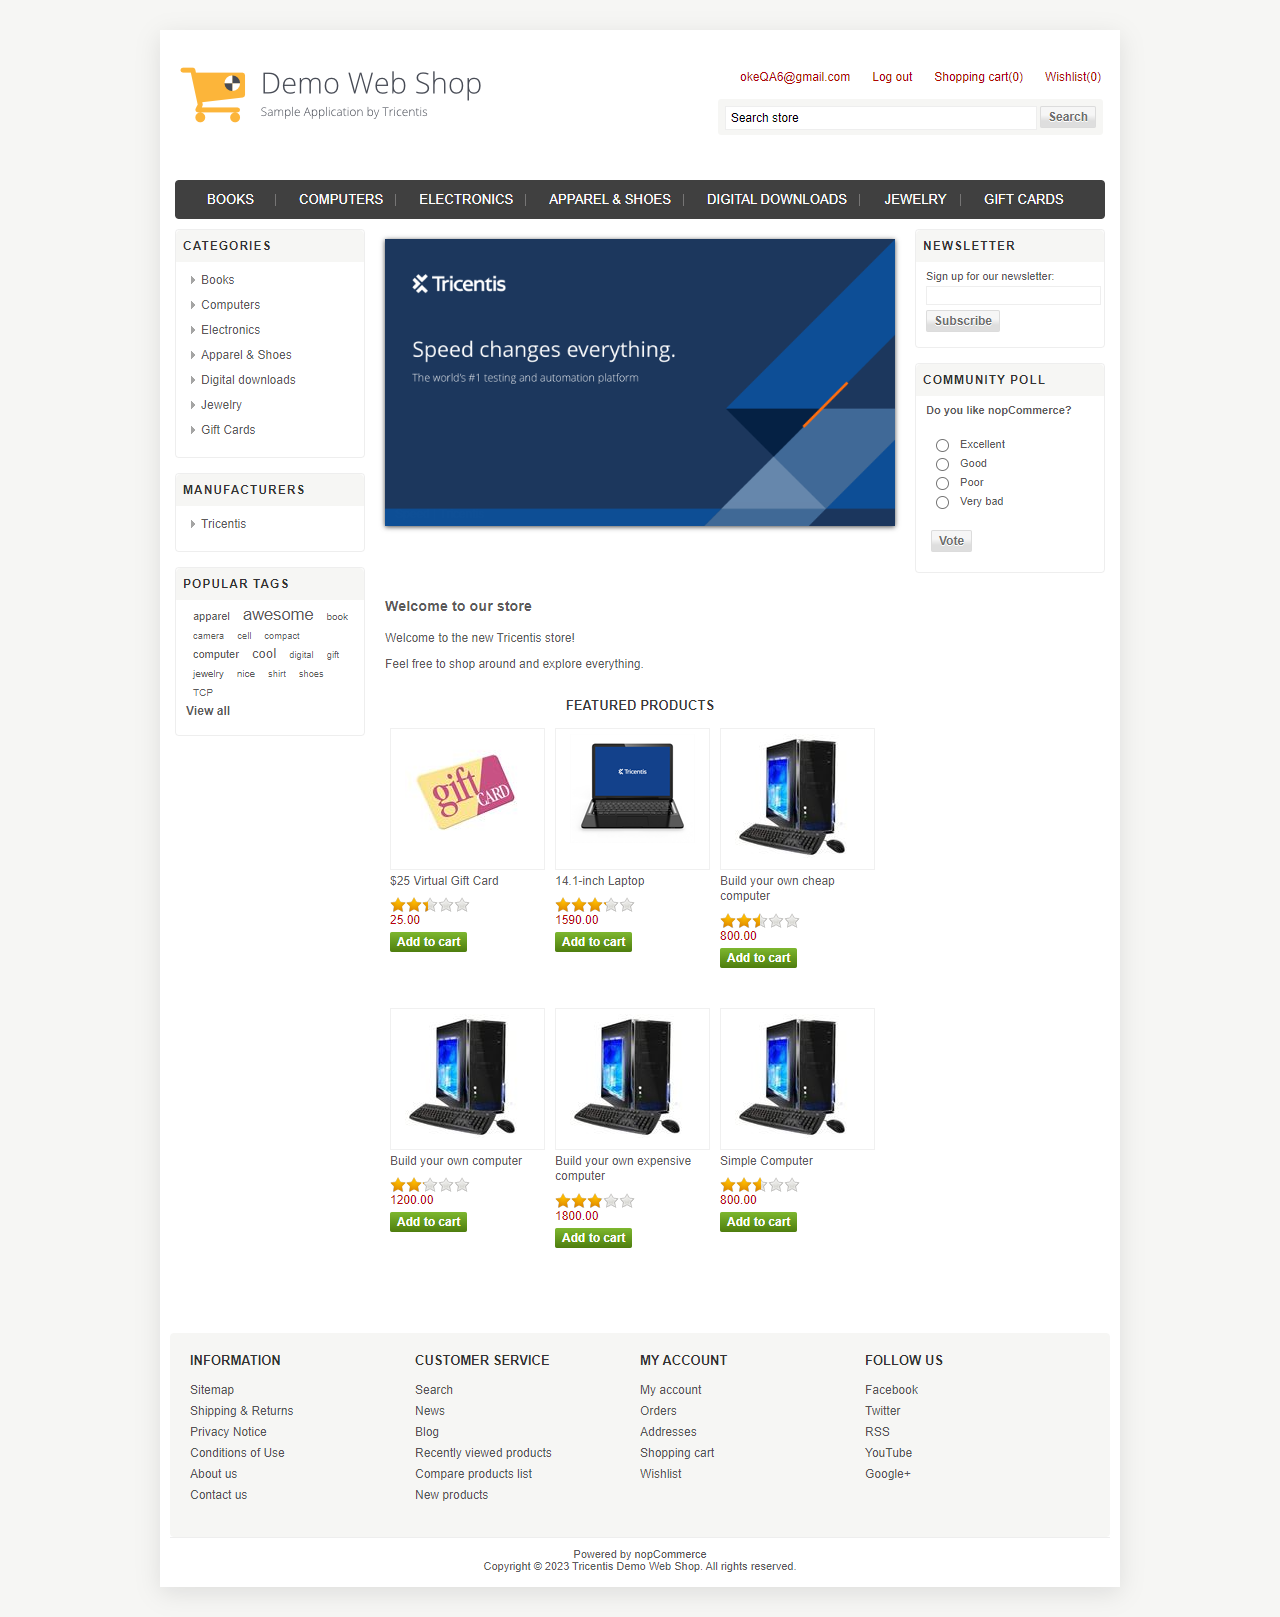 Demo Web Shop
Sample Application by Tricentis
okeQA6@gmail.com Log out Shopping cart(0) Wishlist(0)
Search store Search
BOOKS COMPUTERS ELECTRONICS APPAREL & SHOES DIGITAL DOWNLOADS JEWELRY GIFT CARDS
CATEGORIES
Books
Computers
Electronics
Apparel & Shoes
Digital downloads
Jewelry
Gift Cards
MANUFACTURERS
Tricentis
POPULAR TAGS
apparel awesome book
camera cell compact
computer cool digital gift
jewelry nice shirt shoes
TCP
View all
Tricentis
Speed changes everything.
The world's #1 testing and automation platform
NEWSLETTER
Sign up for our newsletter:
Subscribe
COMMUNITY POLL
Do you like nopCommerce?
Excellent
Good
Poor
Very bad
Vote
Welcome to our store
Welcome to the new Tricentis store!
Feel free to shop around and explore everything.
FEATURED PRODUCTS
gift CARD
$25 Virtual Gift Card
25.00
Add to cart
Tricentis
14.1-inch Laptop
1590.00
Add to cart
Build your own cheap
computer
800.00
Add to cart
Build your own computer
1200.00
Add to cart
Build your own expensive
computer
1800.00
Add to cart
Simple Computer
800.00
Add to cart
INFORMATION
Sitemap
Shipping & Returns
Privacy Notice
Conditions of Use
About us
Contact us
CUSTOMER SERVICE
Search
News
Blog
Recently viewed products
Compare products list
New products
MY ACCOUNT
My account
Orders
Addresses
Shopping cart
Wishlist
FOLLOW US
Facebook
Twitter
RSS
YouTube
Google+
Powered by nopCommerce
Copyright © 2023 Tricentis Demo Web Shop. All rights reserved.